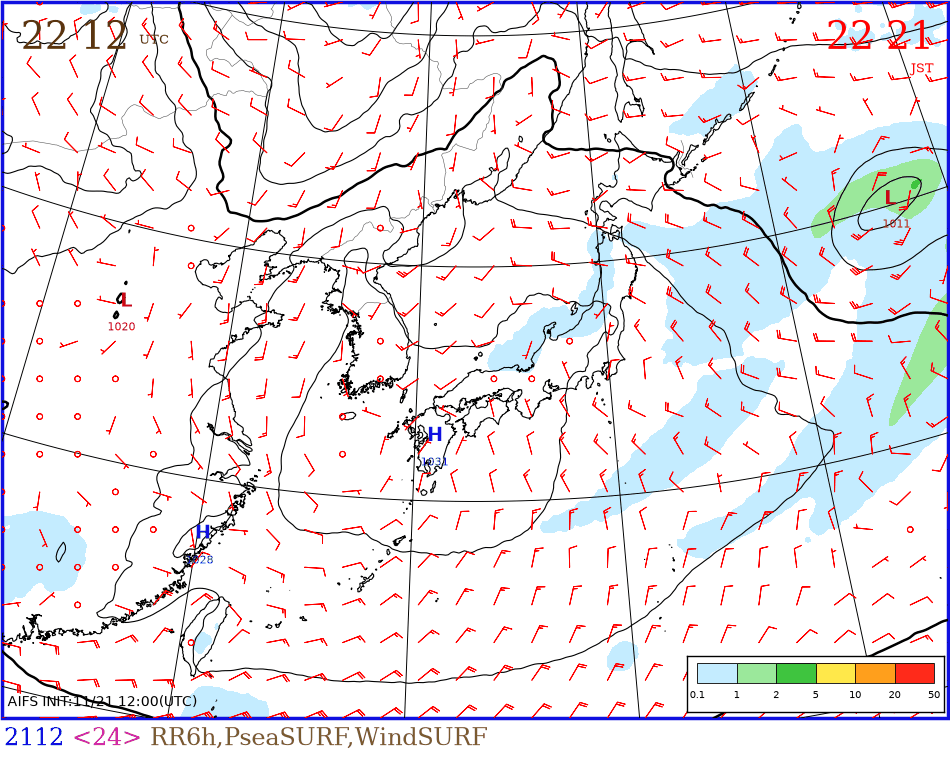 22 12 UTC
22 21 JST
L
1011
L
1020
H
1031
H
1028
0.1 1 2 5 10 20 50
AIFS INIT:11/21 12:00(UTC)
2112 <24> RR6h,PseaSURF,WindSURF